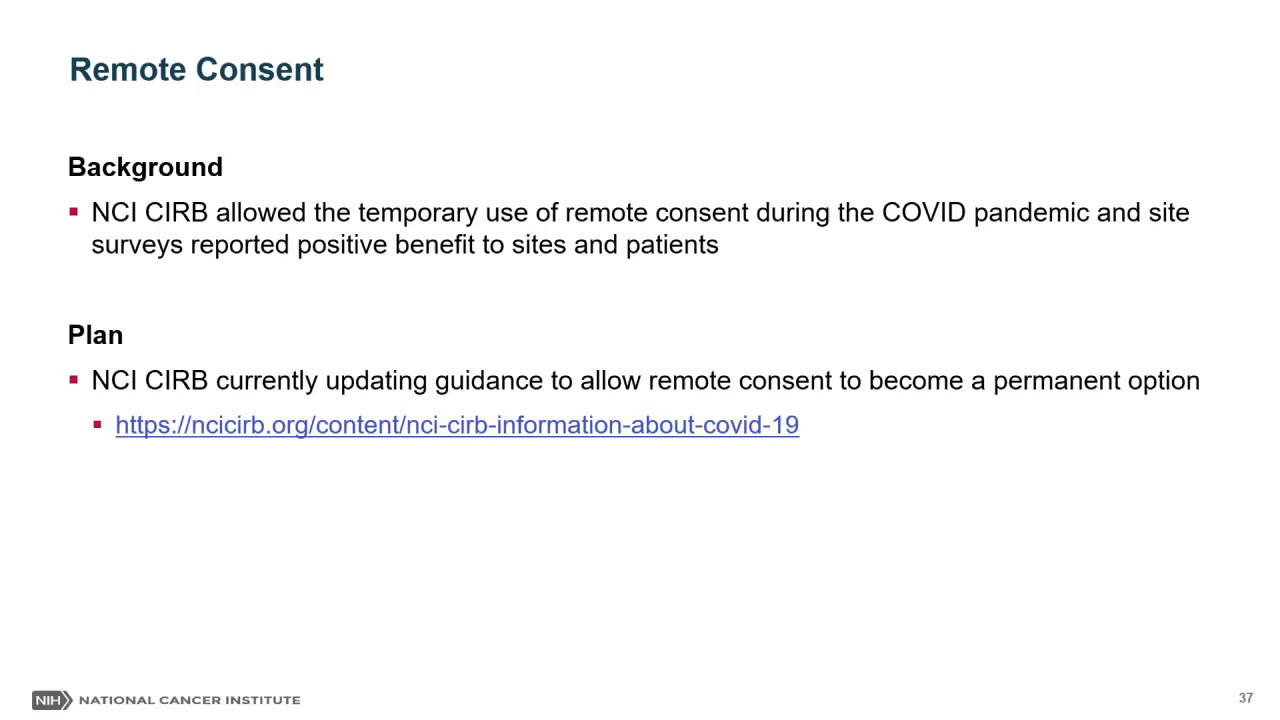 Remote Consent
Background
▪ NCI CIRB allowed the temporary use of remote consent during the COVID pandemic and site
surveys reported positive benefit to sites and patients
Plan
▪ NCI CIRB currently updating guidance to allow remote consent to become a permanent option
▪ https://ncicirb.org/content/nci-cirb-information-about-covid-19
NIH NATIONAL CANCER INSTITUTE
37